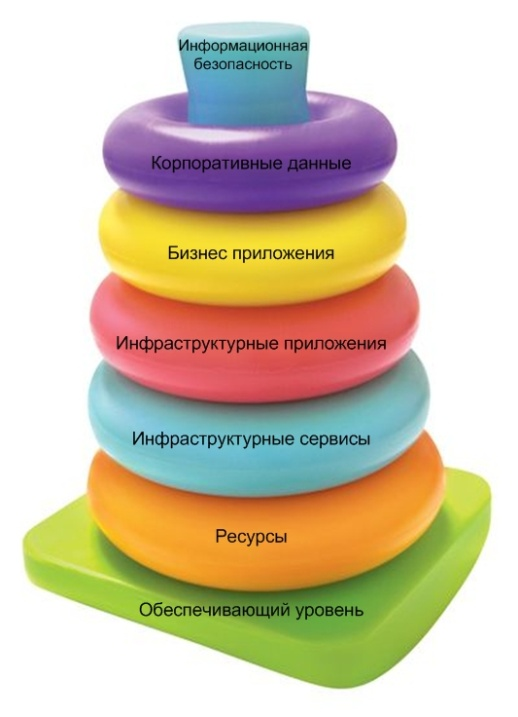 Информационная
безопасность
Корпоративные данные
Бизнес приложения
Инфраструктурные приложения
Инфраструктурные сервисы
Ресурсы
Обеспечивающий уровень